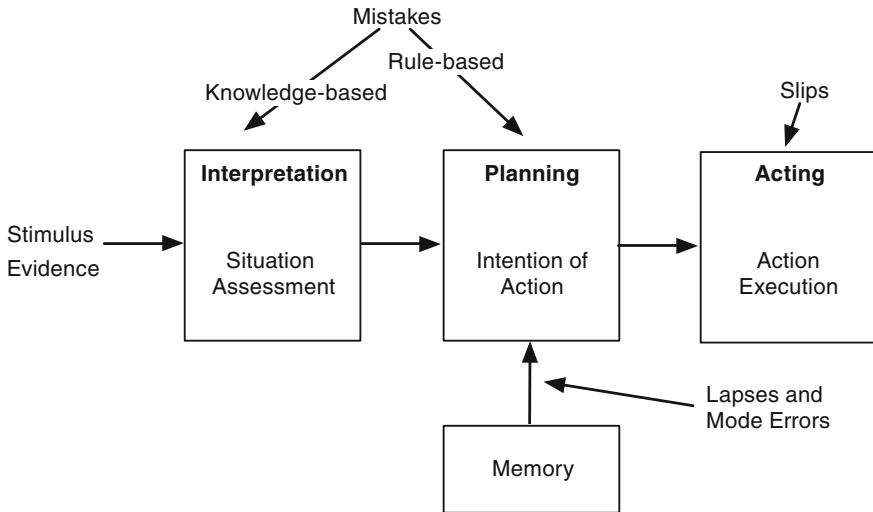 Mistakes
Rule-based
Knowledge-based
Slips
Interpretation
Planning
Acting
Stimulus
Evidence
Situation
Assessment
Intention of
Action
Action
Execution
Lapses and
Mode Errors
Memory